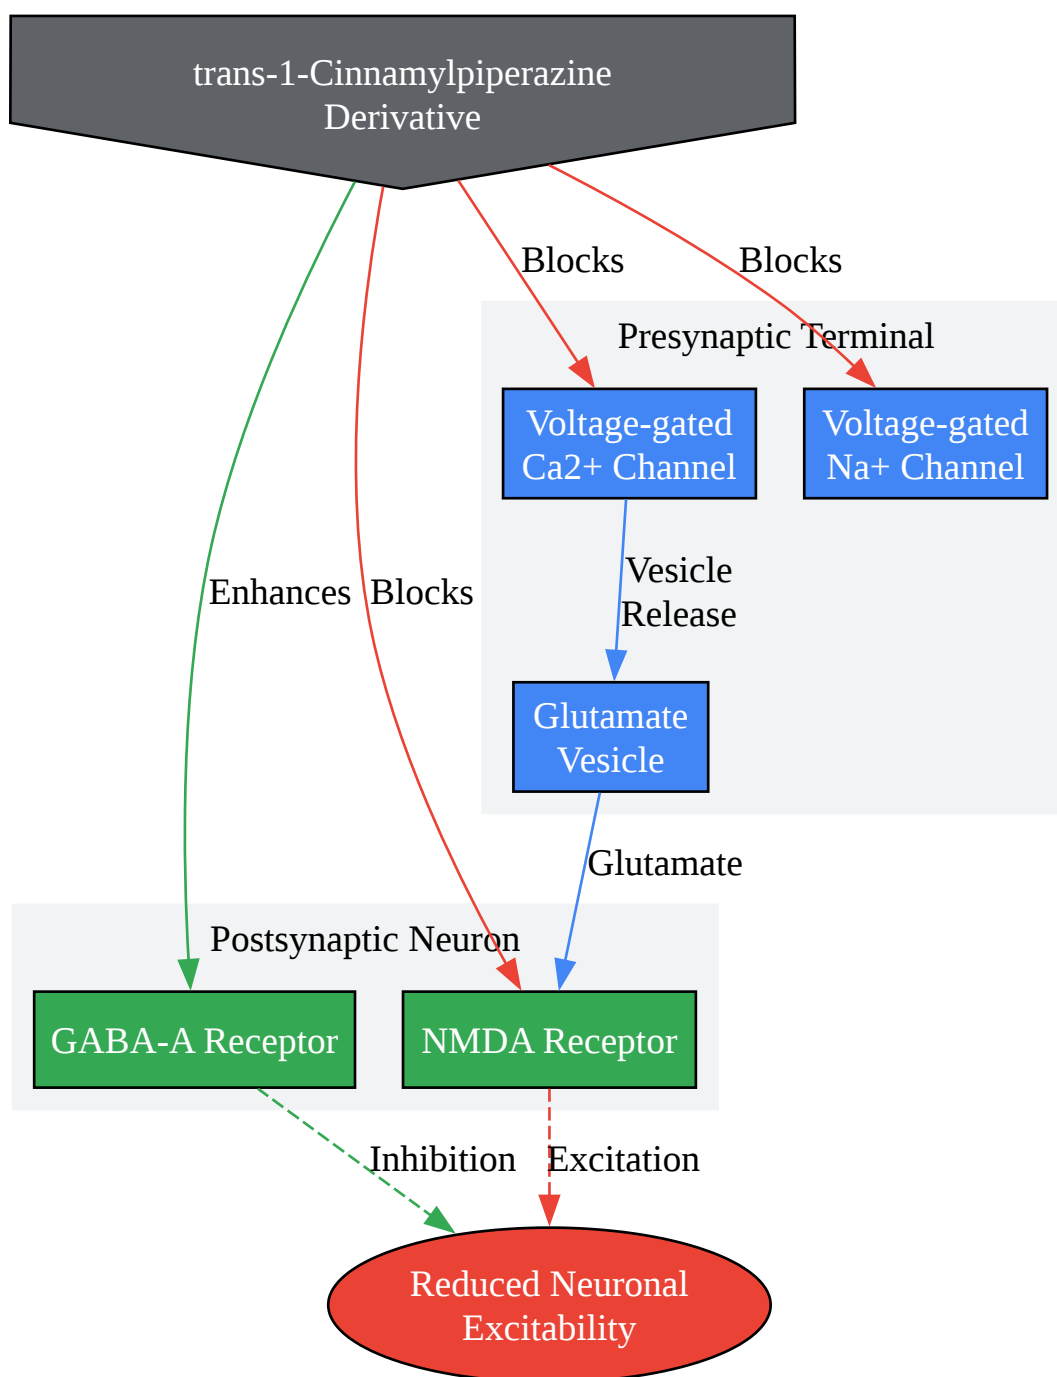 trans-1-Cinnamylpiperazine
Derivative
Blocks
Blocks
Presynaptic Terminal
Voltage-gated
Ca2+ Channel
Voltage-gated
Na+ Channel
Enhances
Blocks
Vesicle
Release
Glutamate
Vesicle
Glutamate
Postsynaptic Neuron
GABA-A Receptor
NMDA Receptor
Inhibition
Excitation
Reduced Neuronal
Excitability